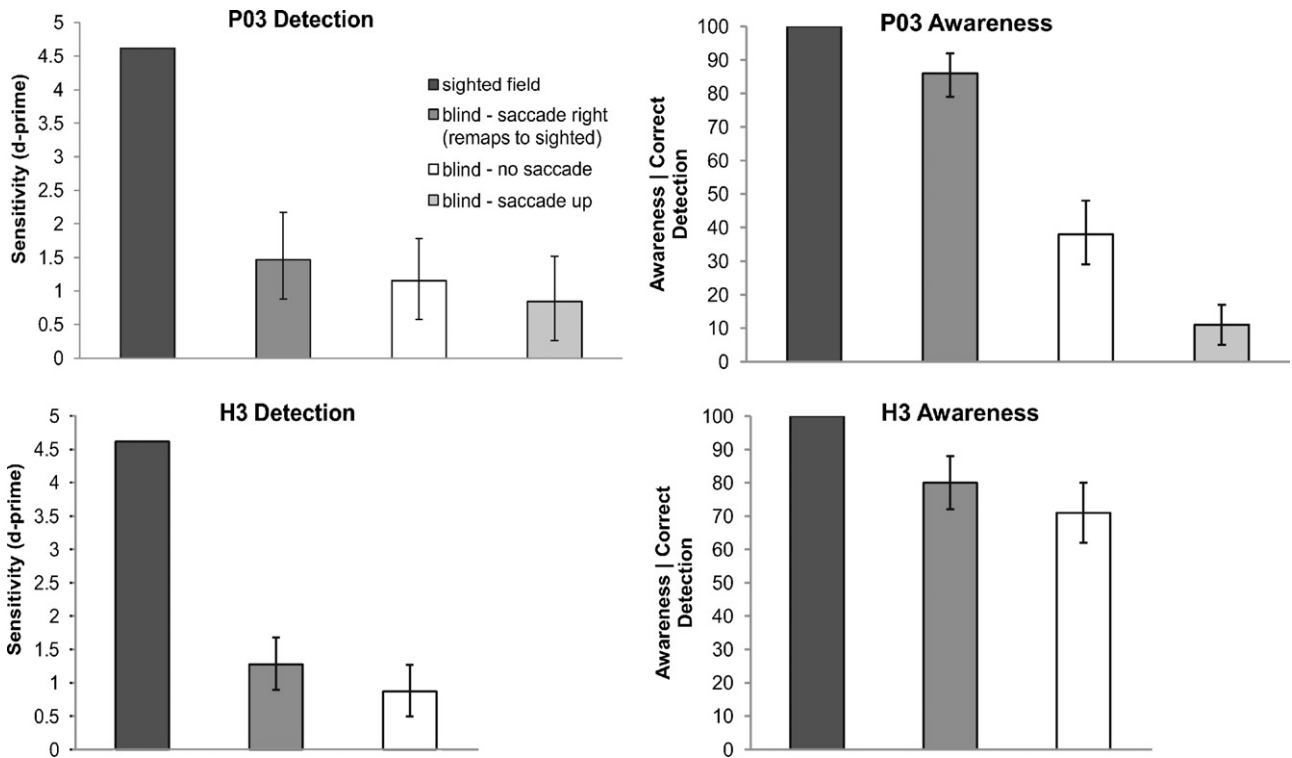 P03 Detection
5
4.5
4
3.5
3
2.5
2
1.5
1
0.5
0
Sensitivity (d-prime)
sighted field
blind - saccade right
(remaps to sighted)
blind - no saccade
blind - saccade up
P03 Awareness
100
90
80
70
60
50
40
30
20
10
0
Awareness | Correct
Detection
H3 Detection
5
4.5
4
3.5
3
2.5
2
1.5
1
0.5
0
Sensitivity (d-prime)
H3 Awareness
100
90
80
70
60
50
40
30
20
10
0
Awareness | Correct
Detection